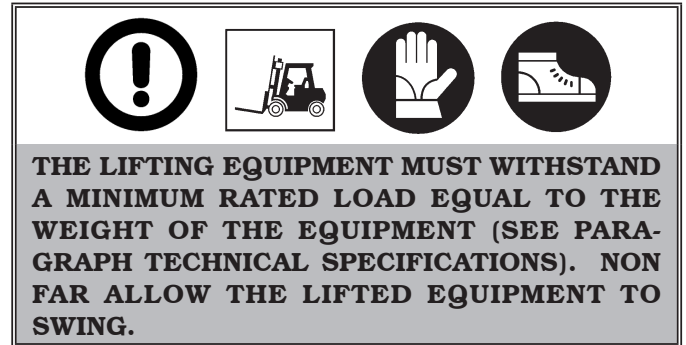 THE LIFTING EQUIPMENT MUST WITHSTAND
A MINIMUM RATED LOAD EQUAL TO THE
WEIGHT OF THE EQUIPMENT (SEE PARA-
GRAPH TECHNICAL SPECIFICATIONS). NON
FAR ALLOW THE LIFTED EQUIPMENT TO
SWING.